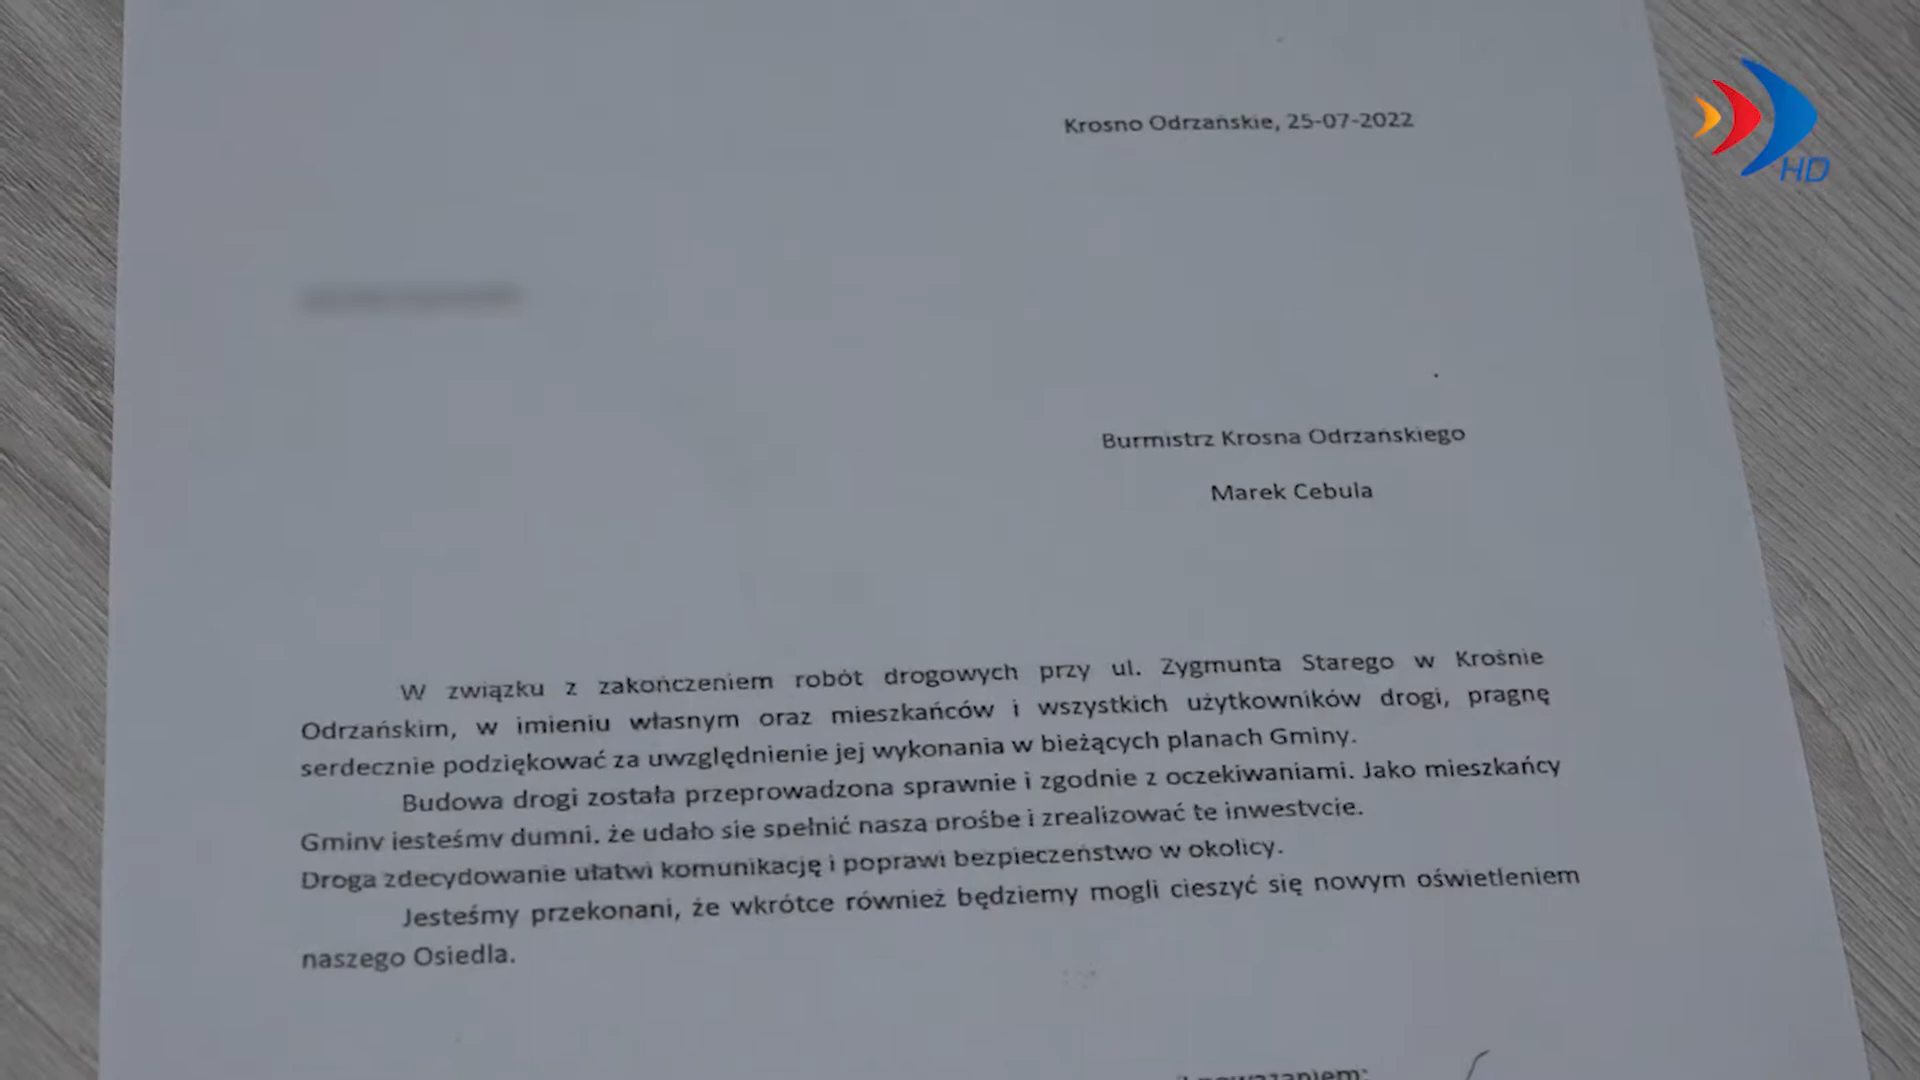 Krosno Odrzańskie, 25-07-2022
HD
Burmistrz Krosna Odrzańskiego
Marek Cebula
W związku z zakończeniem robót drogowych przy ul. Zygmunta Starego w Krośnie
Odrzańskim, w imieniu własnym oraz mieszkańców i wszystkich użytkowników drogi, pragnę
serdecznie podziękować za uwzględnienie jej wykonania w bieżących planach Gminy.
Budowa drogi została przeprowadzona sprawnie i zgodnie z oczekiwaniami. Jako mieszkańcy
Gminy jesteśmy dumni, że udało się spełnić naszą prośbę i zrealizować tę inwestycję.
Droga zdecydowanie ułatwi komunikację i poprawi bezpieczeństwo w okolicy.
Jesteśmy przekonani, że wkrótce również będziemy mogli cieszyć się nowym oświetleniem
naszego Osiedla.
poważaniem: